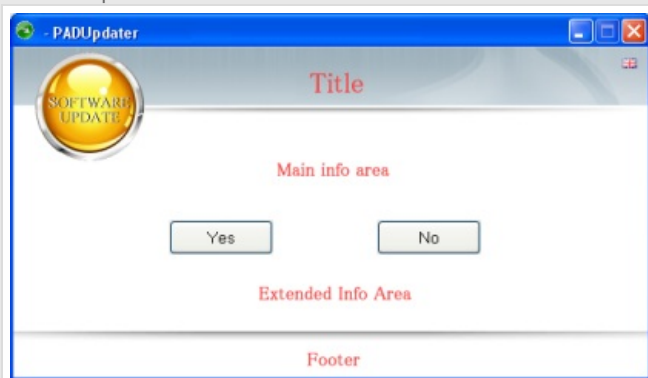 - PADUpdater
Title
SOFTWARE
UPDATE
Main info area
Yes No
Extended Info Area
Footer